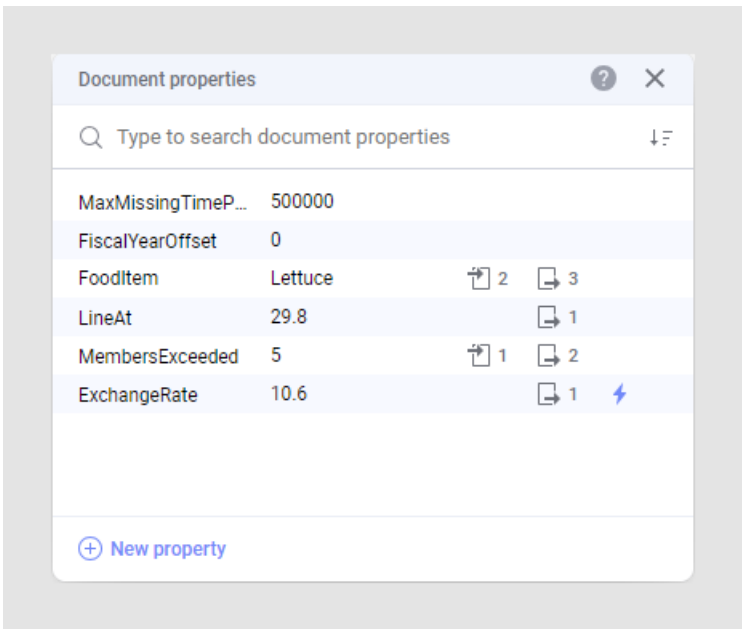 Document properties
Type to search document properties
MaxMissingTimeP... 500000
FiscalYearOffset 0
FoodItem Lettuce 2 3
LineAt 29.8 1
MembersExceeded 5 1 2
ExchangeRate 10.6 1
New property